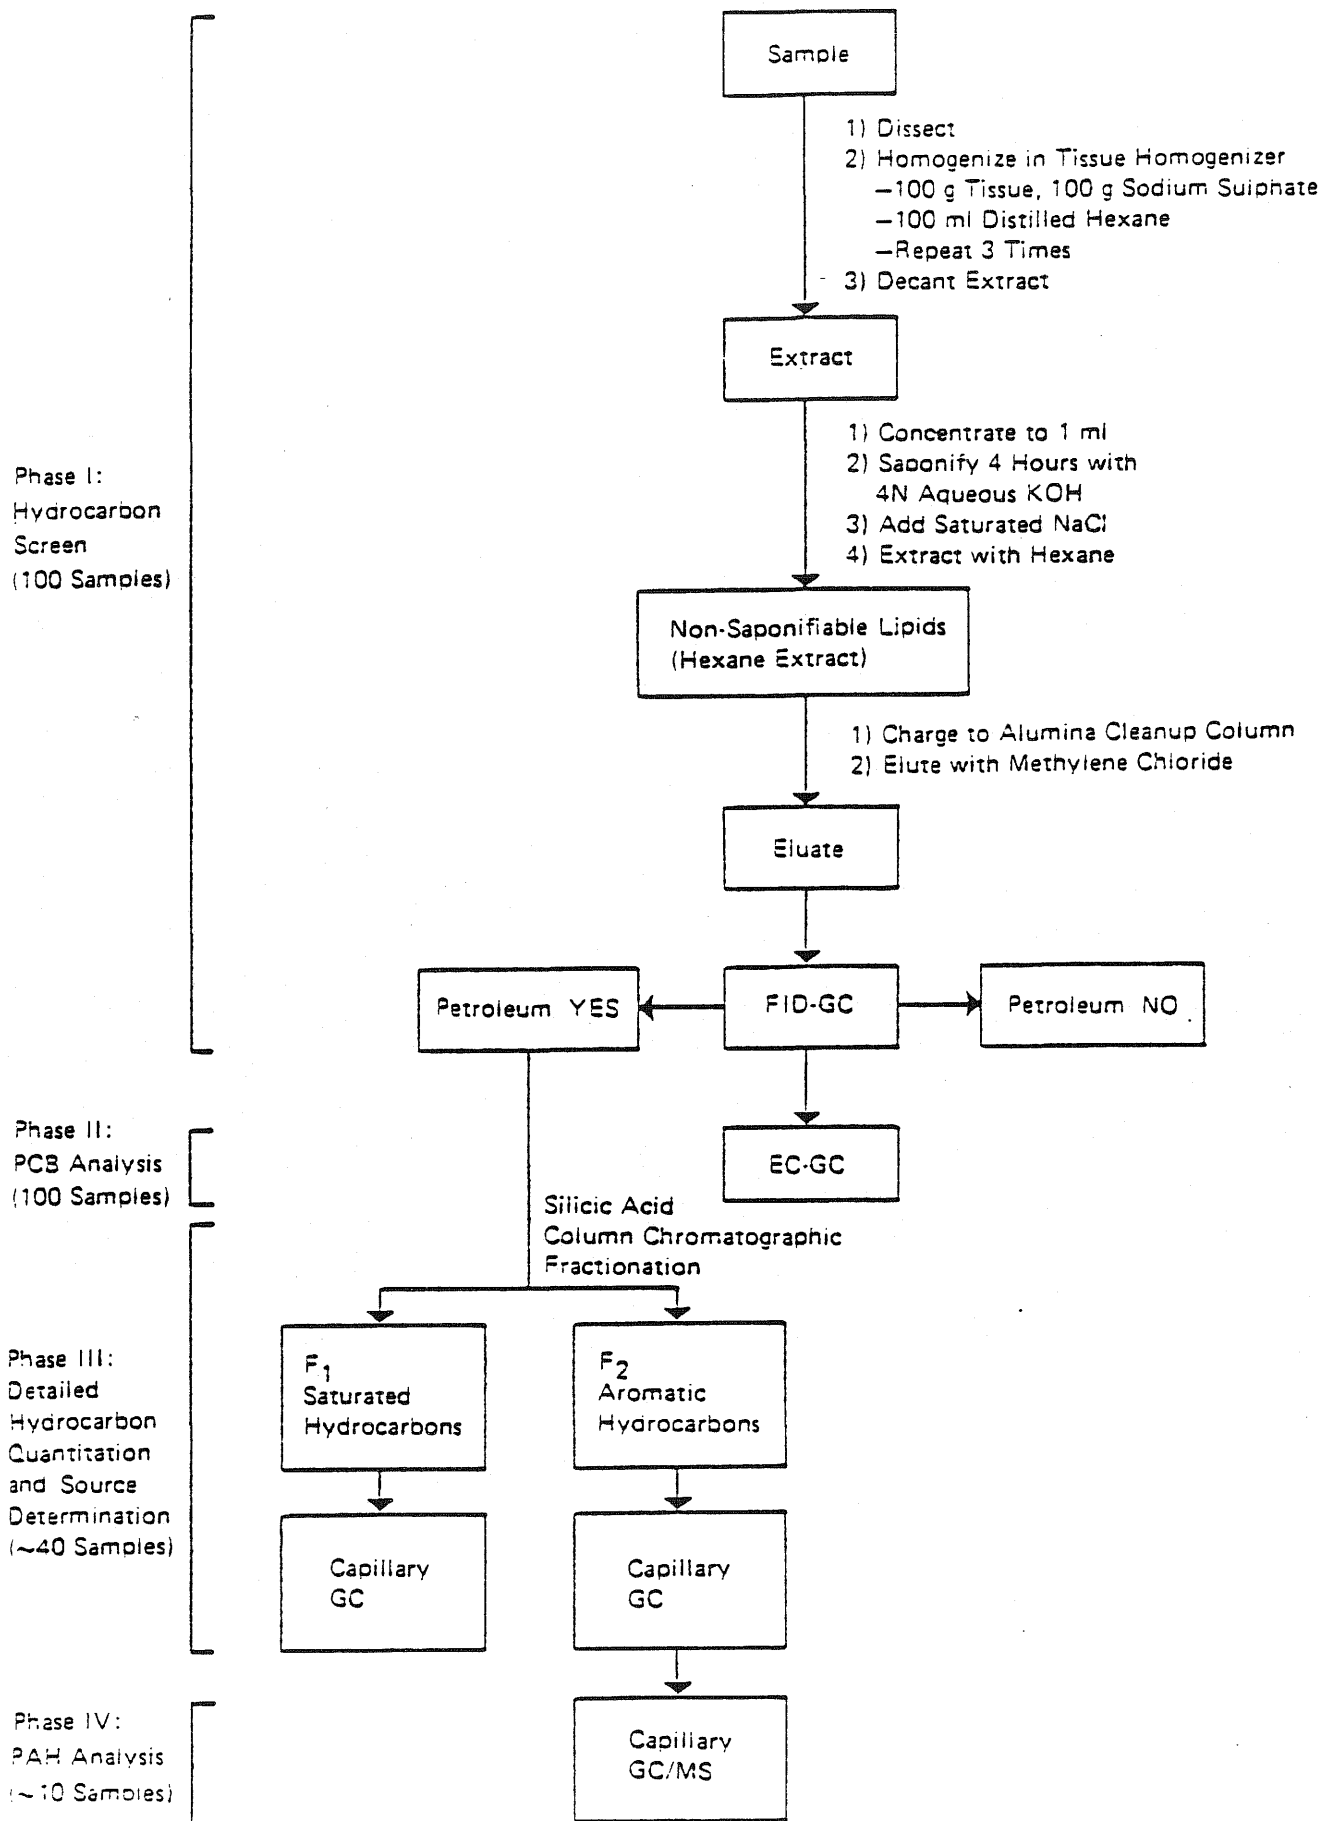 Sample
1) Dissect
2) Homogenize in Tissue Homogenizer
—100 g Tissue, 100 g Sodium Sulphate
—100 ml Distilled Hexane
—Repeat 3 Times
3) Decant Extract
Extract
1) Concentrate to 1 ml
2) Saponify 4 Hours with
4N Aqueous KOH
3) Add Saturated NaCl
4) Extract with Hexane
Phase I:
Hydrocarbon
Screen
(100 Samples)
Non-Saponifiable Lipids
(Hexane Extract)
1) Charge to Alumina Cleanup Column
2) Elute with Methylene Chloride
Eluate
Petroleum YES
FID-GC
Petroleum NO
Phase II:
PCB Analysis
(100 Samples)
EC-GC
Silicic Acid
Column Chromatographic
Fractionation
Phase III:
Detailed
Hydrocarbon
Quantitation
and Source
Determination
(~40 Samples)
F1
Saturated
Hydrocarbons
F2
Aromatic
Hydrocarbons
Capillary
GC
Capillary
GC
Phase IV:
PAH Analysis
(~10 Samples)
Capillary
GC/MS